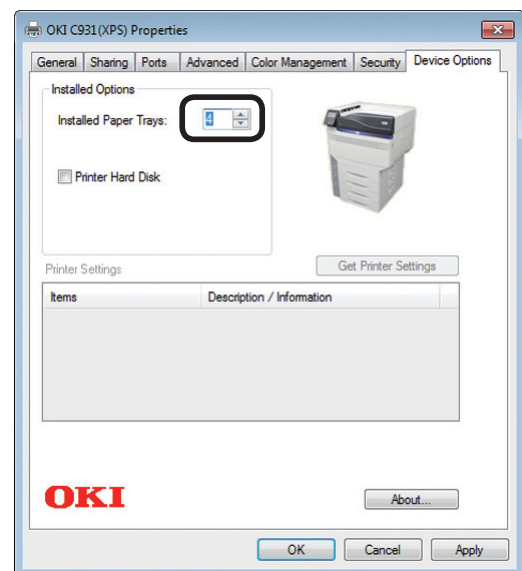 OKI C931(XPS) Properties
General Sharing Ports Advanced Color Management Security Device Options
Installed Options
Installed Paper Trays: 4
Printer Hard Disk
Printer Settings Get Printer Settings
Items Description / Information
OKI About...
OK Cancel Apply